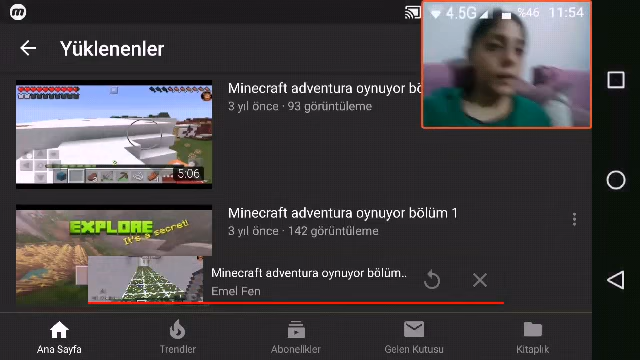 4.5G %46 11:54
Yüklenenler
Minecraft adventura oynuyor bö
3 yıl önce · 93 görüntüleme
5:06
Minecraft adventura oynuyor bölüm 1
3 yıl önce · 142 görüntüleme
EXPLORE
It's a secret!
Minecraft adventura oynuyor bölüm..
Emel Fen
Ana Sayfa
Trendler
Abonelikler
Gelen Kutusu
Kitaplık